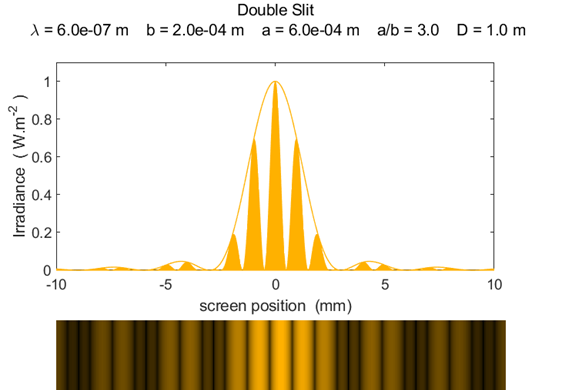 Double Slit
λ = 6.0e-07 m b = 2.0e-04 m a = 6.0e-04 m a/b = 3.0 D = 1.0 m
Irradiance ( W.m⁻² )
1
0.8
0.6
0.4
0.2
0
-10 -5 0 5 10
screen position (mm)